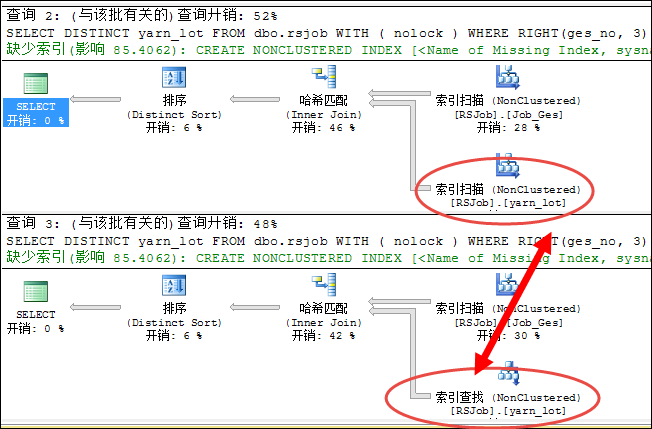 查询 2: (与该批有关的)查询开销: 52%
SELECT DISTINCT yarn_lot FROM dbo.rsjob WITH ( nolock ) WHERE RIGHT(ges_no, 3)
缺少索引(影响 85.4062): CREATE NONCLUSTERED INDEX [<Name of Missing Index, sysna
SELECT
开销: 0 %
排序
(Distinct Sort)
开销: 6 %
哈希匹配
(Inner Join)
开销: 46 %
索引扫描 (NonClustered)
[RSJob].[Job_Ges]
开销: 28 %
索引扫描 (NonClustered)
[RSJob].[yarn_lot]
查询 3: (与该批有关的)查询开销: 48%
SELECT DISTINCT yarn_lot FROM dbo.rsjob WITH ( nolock ) WHERE RIGHT(ges_no, 3)
缺少索引(影响 85.4062): CREATE NONCLUSTERED INDEX [<Name of Missing Index, sysna
SELECT
开销: 0 %
排序
(Distinct Sort)
开销: 6 %
哈希匹配
(Inner Join)
开销: 42 %
索引扫描 (NonClustered)
[RSJob].[Job_Ges]
开销: 30 %
索引查找 (NonClustered)
[RSJob].[yarn_lot]